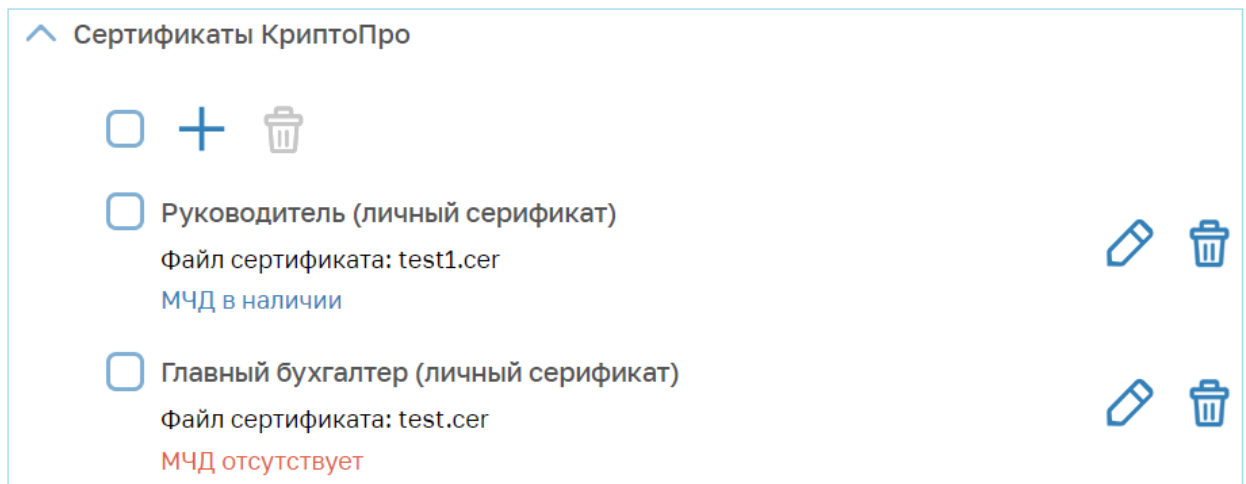 Сертификаты КриптоПро
Руководитель (личный серификат)
Файл сертификата: test1.cer
МЧД в наличии
Главный бухгалтер (личный серификат)
Файл сертификата: test.cer
МЧД отсутствует